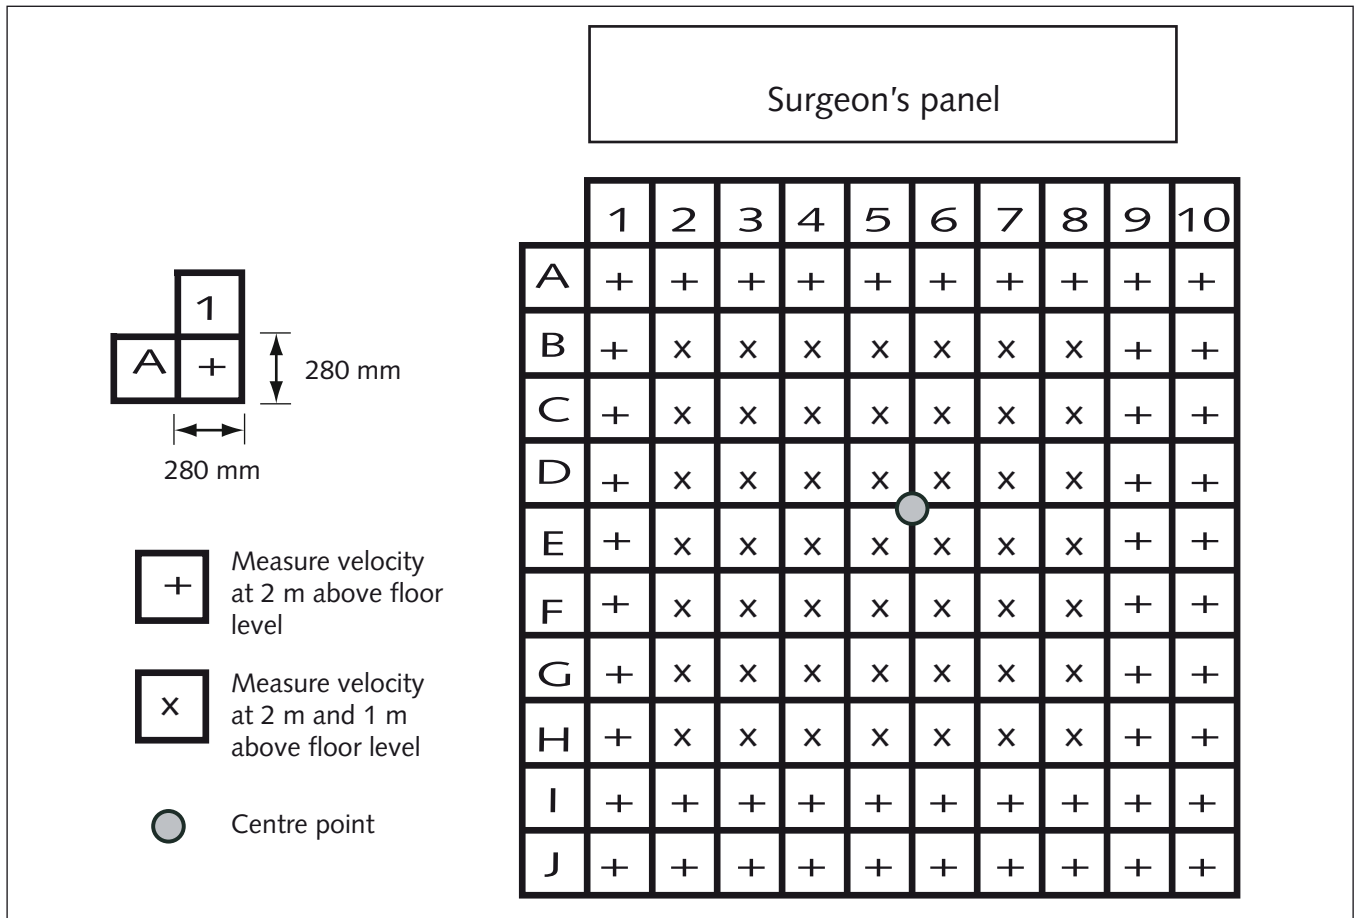 Surgeon's panel
1 2 3 4 5 6 7 8 9 10
A + + + + + + + + + +
B + x x x x x x x + +
C + x x x x x x x + +
D + x x x x x x x + +
E + x x x x x x x + +
F + x x x x x x x + +
G + x x x x x x x + +
H + x x x x x x x + +
I + + + + + + + + + +
J + + + + + + + + + +
1
A +
280 mm
280 mm
+
Measure velocity
at 2 m above floor
level
x
Measure velocity
at 2 m and 1 m
above floor level
Centre point